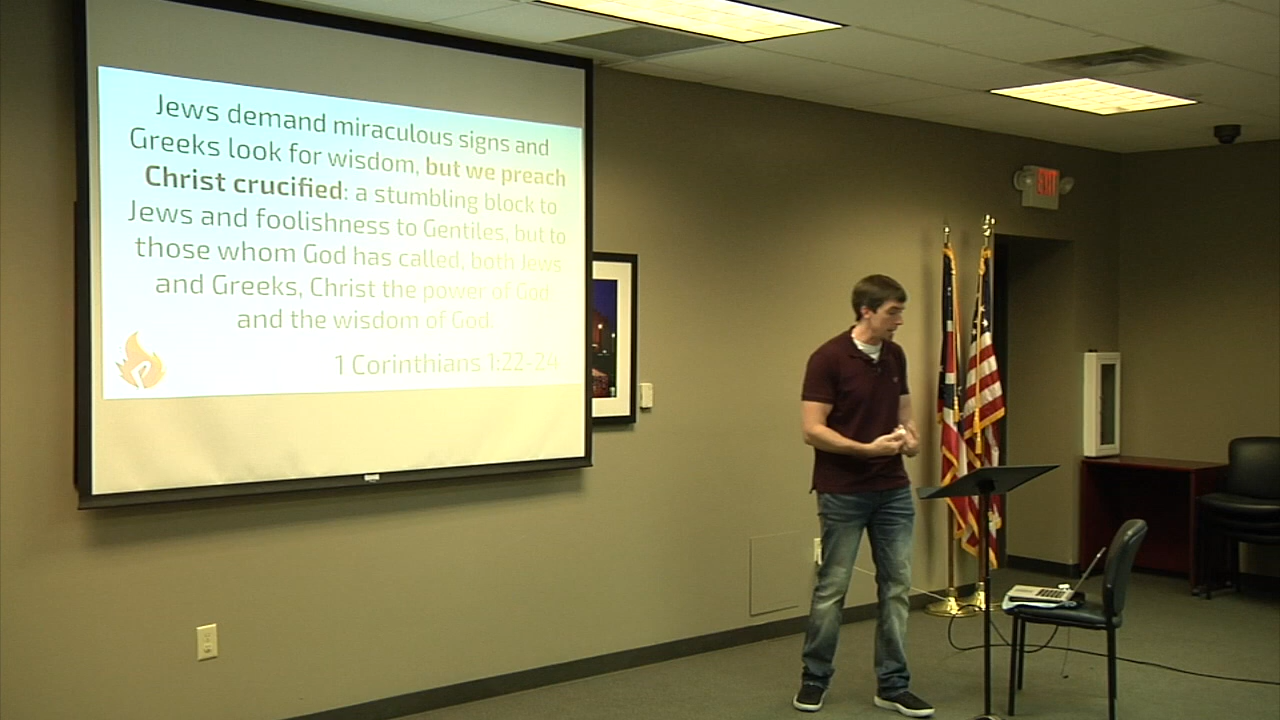 Jews demand miraculous signs and
Greeks look for wisdom, but we preach
Christ crucified: a stumbling block to
Jews and foolishness to Gentiles, but to
those whom God has called, both Jews
and Greeks, Christ the power of God
and the wisdom of God.
1 Corinthians 1:22-24
P
EXIT